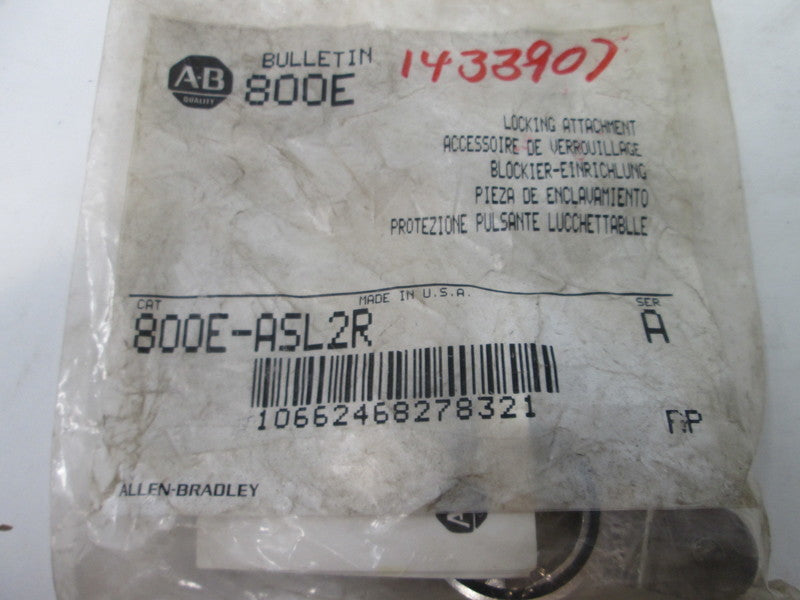 A-B
QUALITY
BULLETIN
800E
1433907
LOCKING ATTACHMENT
ACCESSOIRE DE VERROUILLAGE
BLOCKIER-EINRICHLUNG
PIEZA DE ENCLAVAMIENTO
PROTEZIONE PULSANTE LUCCHETTABLLE
CAT MADE IN U.S.A. SER
800E-ASL2R A
10662468278321
ALLEN-BRADLEY